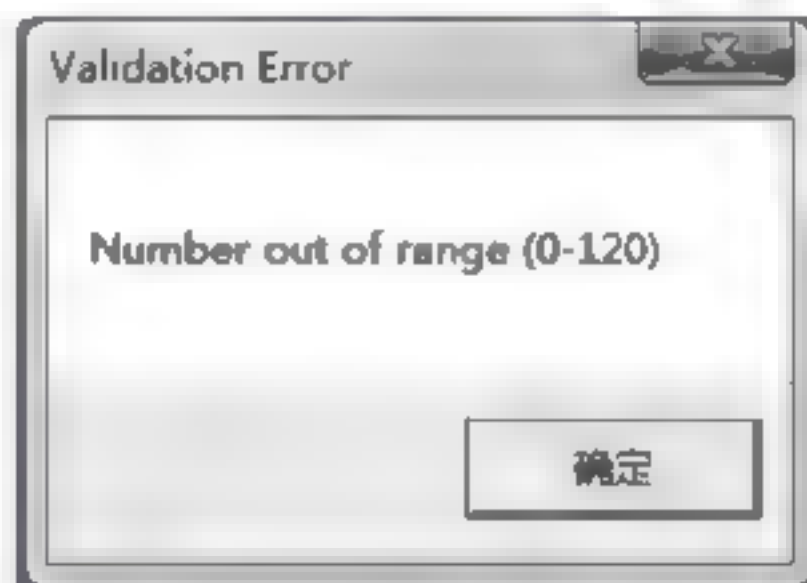 Validation Error
Number out of range (0-120)
确定